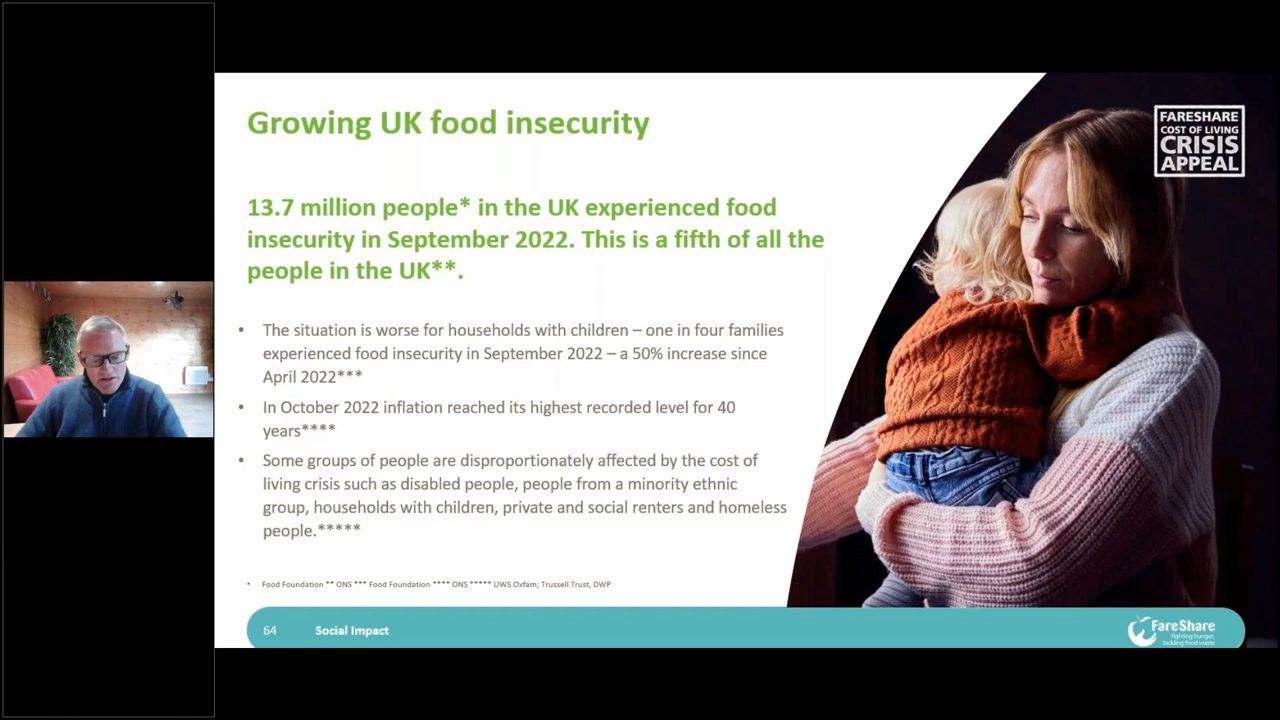 Growing UK food insecurity
FARESHARE
COST OF LIVING
CRISIS
APPEAL
13.7 million people* in the UK experienced food
insecurity in September 2022. This is a fifth of all the
people in the UK**.
• The situation is worse for households with children – one in four families
experienced food insecurity in September 2022 – a 50% increase since
April 2022***
• In October 2022 inflation reached its highest recorded level for 40
years****
• Some groups of people are disproportionately affected by the cost of
living crisis such as disabled people, people from a minority ethnic
group, households with children, private and social renters and homeless
people.*****
• Food Foundation ** ONS *** Food Foundation **** ONS ***** UWS Oxfam; Trussell Trust, DWP
64 Social Impact
FareShare
fighting hunger,
tackling food waste